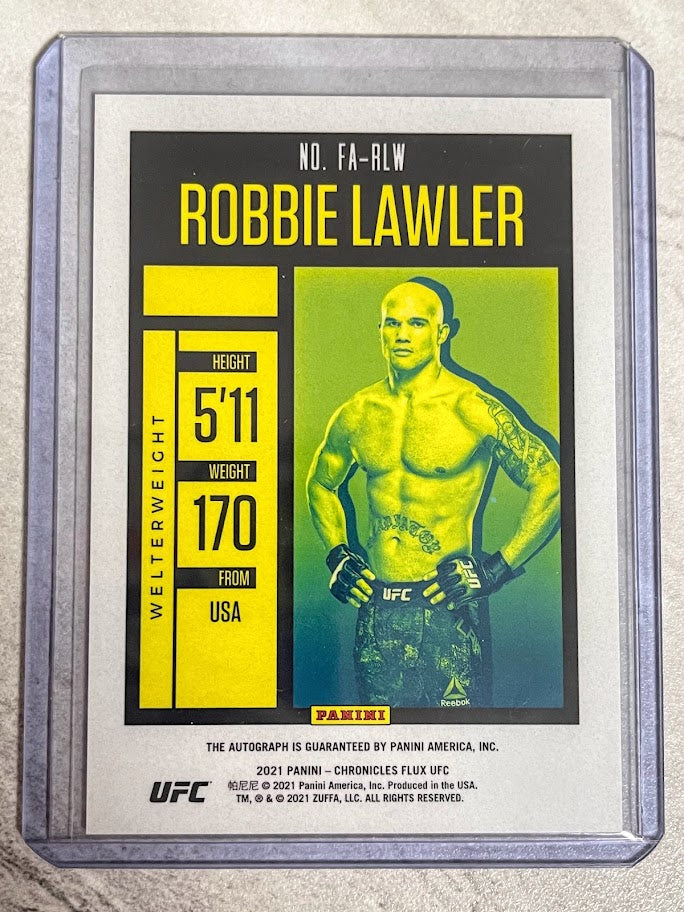 NO. FA-RLW
ROBBIE LAWLER
WELTERWEIGHT
HEIGHT
5'11
WEIGHT
170
FROM
USA
UFC
UFC
Reebok
PANINI
THE AUTOGRAPH IS GUARANTEED BY PANINI AMERICA, INC.
2021 PANINI – CHRONICLES FLUX UFC
UFC
帕尼尼 © 2021 Panini America, Inc. Produced in the USA.
TM, ® & © 2021 ZUFFA, LLC. ALL RIGHTS RESERVED.